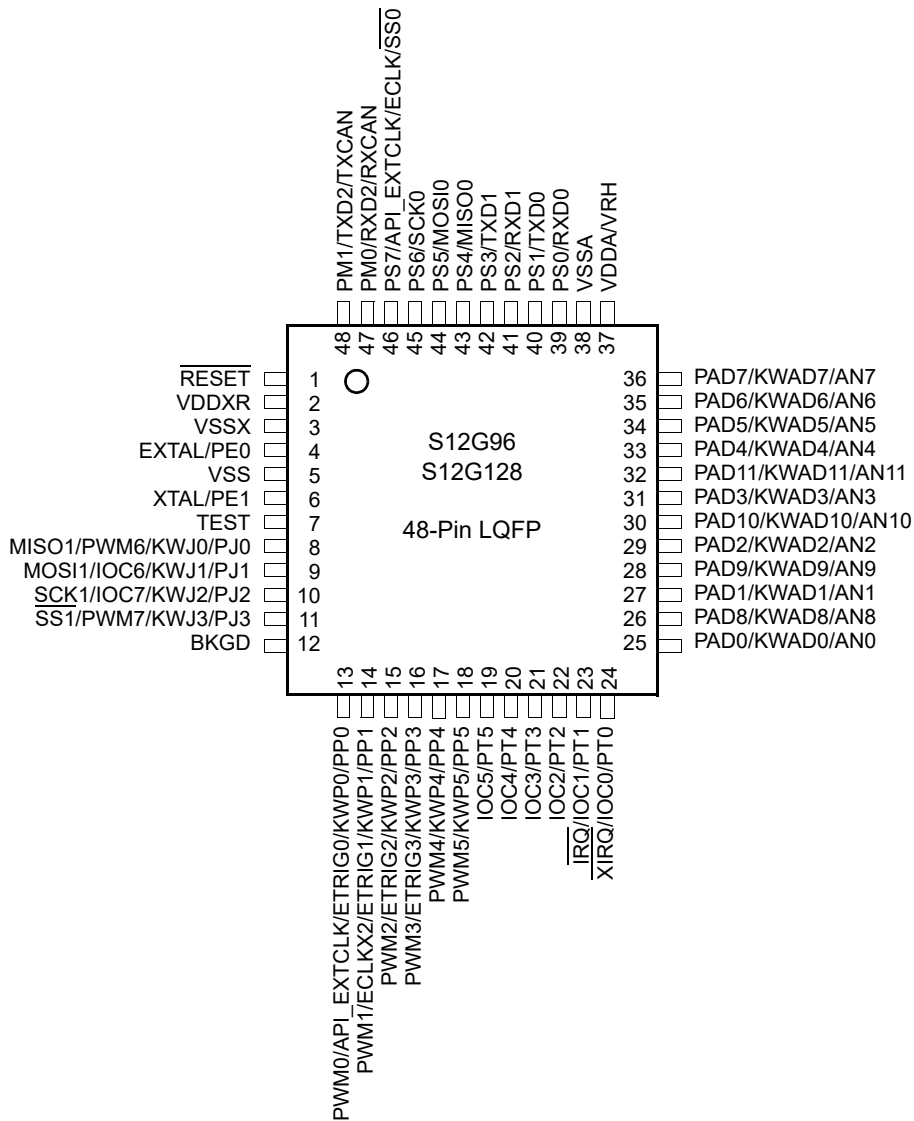 PM1/TXD2/TXCAN
PM0/RXD2/RXCAN
PS7/API_EXTCLK/ECLK/SS0
PS6/SCK0
PS5/MOSI0
PS4/MISO0
PS3/TXD1
PS2/RXD1
PS1/TXD0
PS0/RXD0
VSSA
VDDA/VRH
48
47
46
45
44
43
42
41
40
39
38
37
RESET 1
VDDXR 2
VSSX 3
EXTAL/PE0 4
VSS 5
XTAL/PE1 6
TEST 7
MISO1/PWM6/KWJ0/PJ0 8
MOSI1/IOC6/KWJ1/PJ1 9
SCK1/IOC7/KWJ2/PJ2 10
SS1/PWM7/KWJ3/PJ3 11
BKGD 12
S12G96
S12G128
48-Pin LQFP
36 PAD7/KWAD7/AN7
35 PAD6/KWAD6/AN6
34 PAD5/KWAD5/AN5
33 PAD4/KWAD4/AN4
32 PAD11/KWAD11/AN11
31 PAD3/KWAD3/AN3
30 PAD10/KWAD10/AN10
29 PAD2/KWAD2/AN2
28 PAD9/KWAD9/AN9
27 PAD1/KWAD1/AN1
26 PAD8/KWAD8/AN8
25 PAD0/KWAD0/AN0
13
14
15
16
17
18
19
20
21
22
23
24
PWM0/API_EXTCLK/ETRIG0/KWP0/PP0
PWM1/ECLKX2/ETRIG1/KWP1/PP1
PWM2/ETRIG2/KWP2/PP2
PWM3/ETRIG3/KWP3/PP3
PWM4/KWP4/PP4
PWM5/KWP5/PP5
IOC5/PT5
IOC4/PT4
IOC3/PT3
IOC2/PT2
IRQ/IOC1/PT1
XIRQ/IOC0/PT0